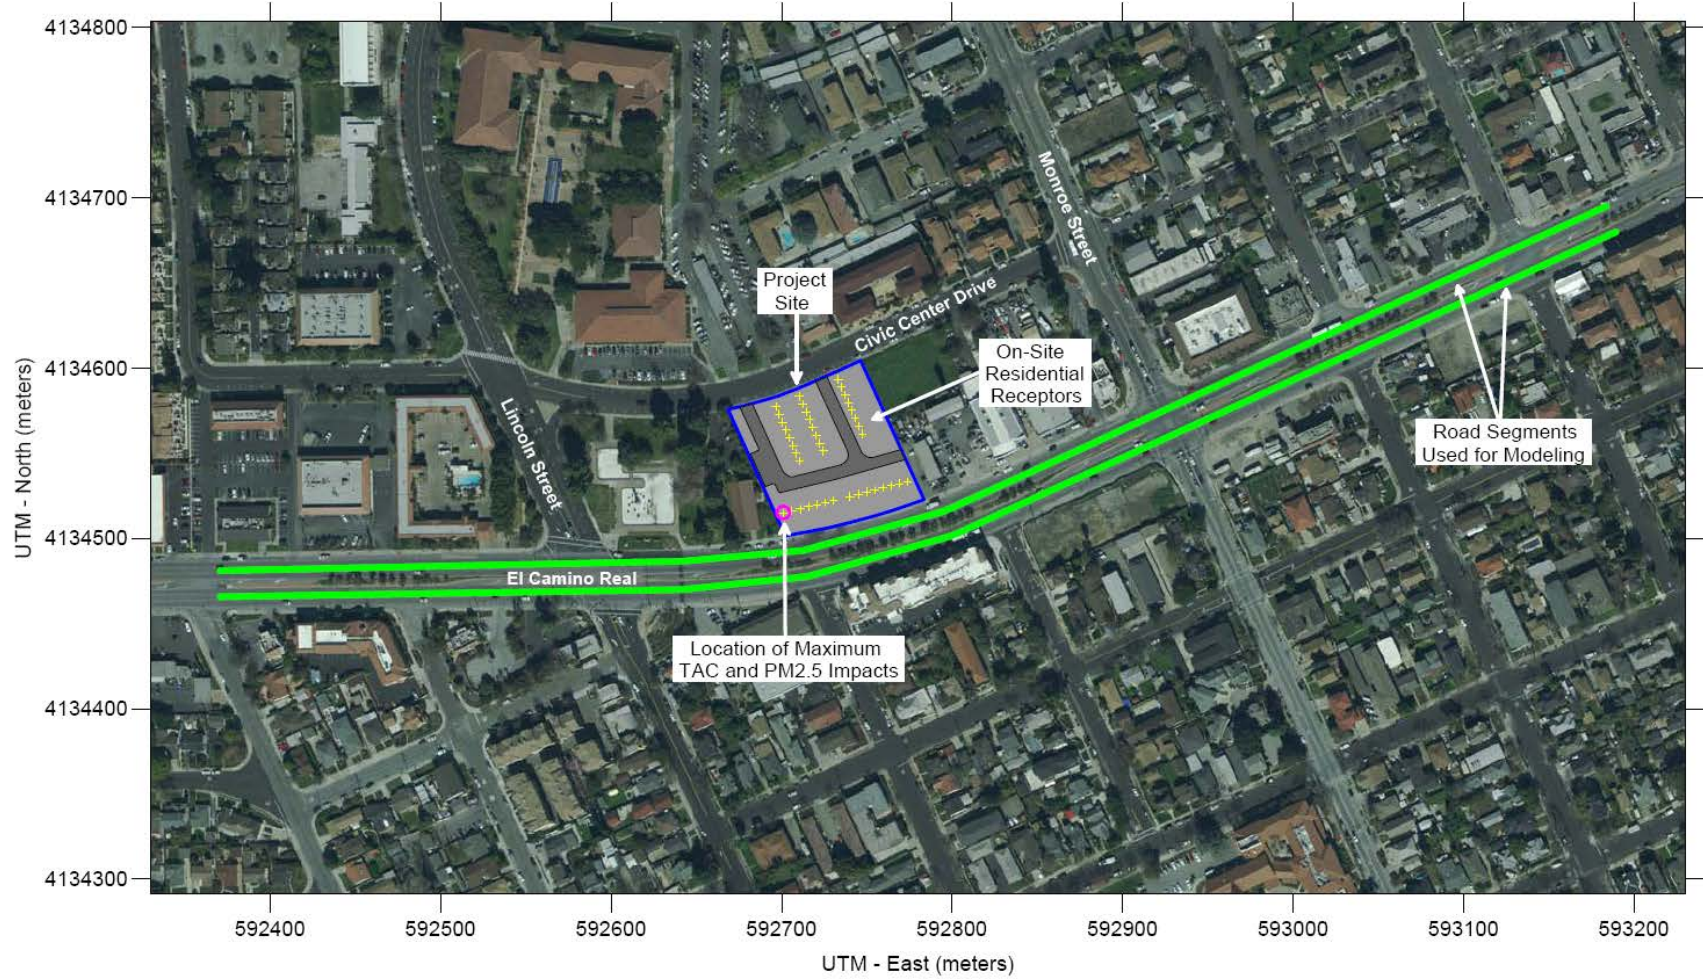 4134800
4134700
4134600
4134500
4134400
4134300
UTM - North (meters)
Monroe Street
Project
Site
Civic Center Drive
On-Site
Residential
Receptors
Lincoln Street
Road Segments
Used for Modeling
El Camino Real
Location of Maximum
TAC and PM2.5 Impacts
592400
592500
592600
592700
592800
592900
593000
593100
593200
UTM - East (meters)